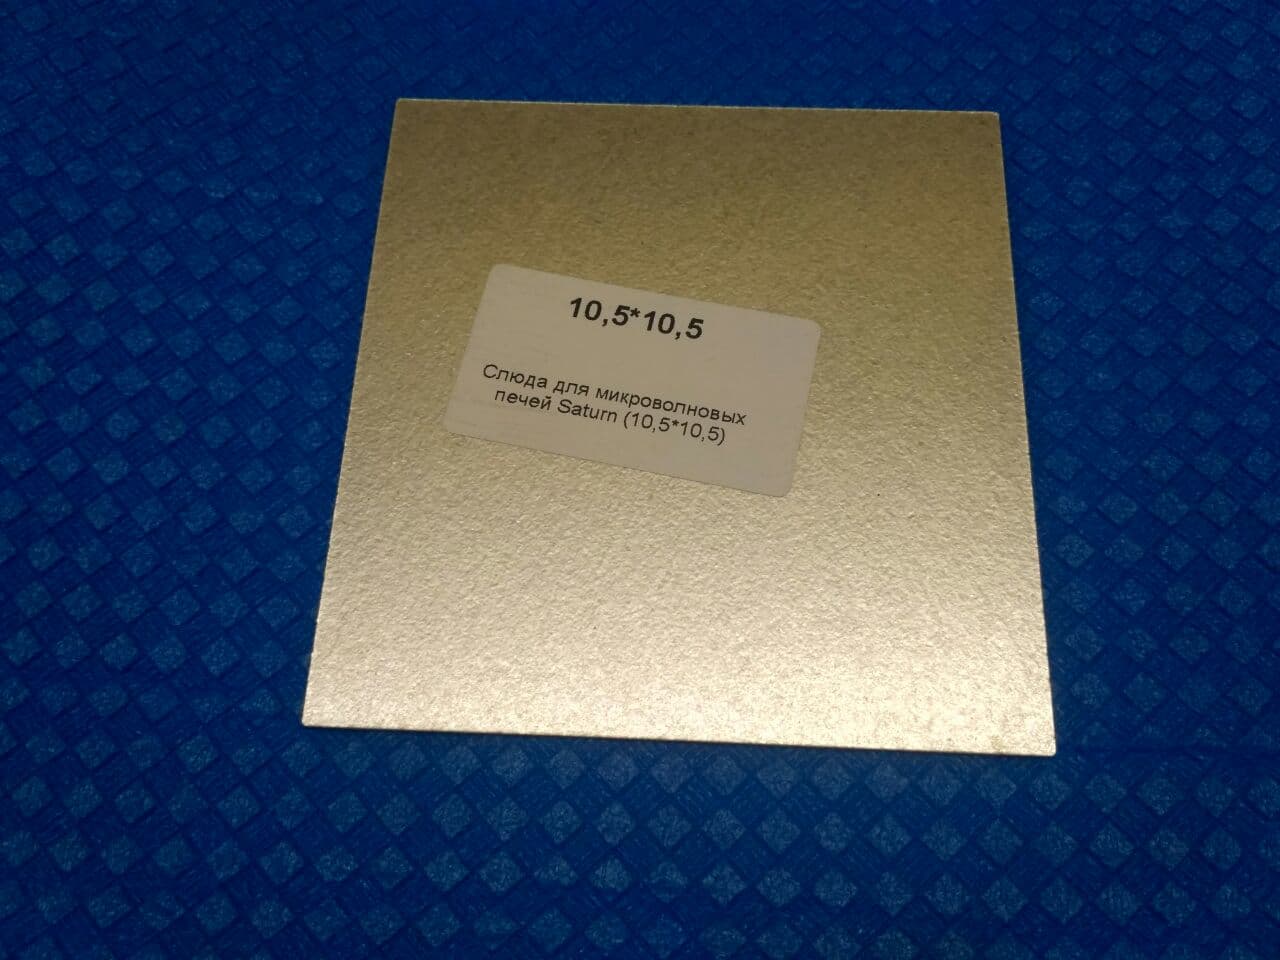 10,5*10,5
Слюда для микроволновых
печей Saturn (10,5*10,5)